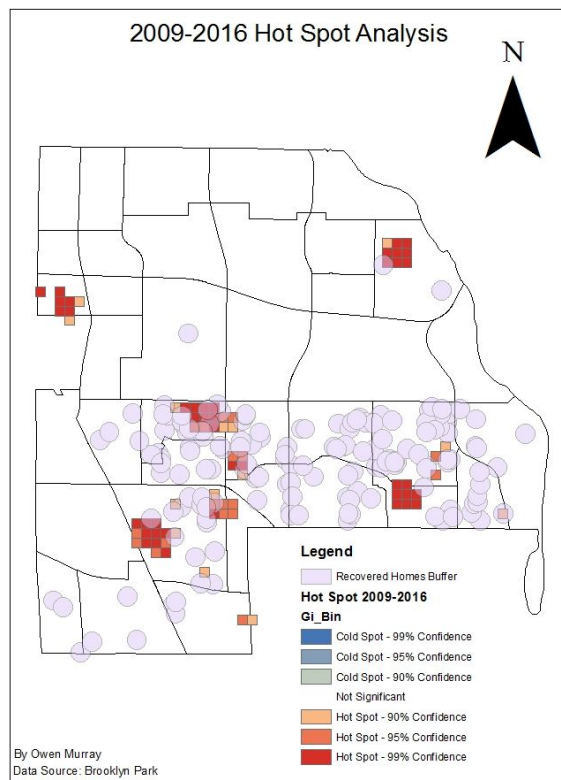 2009-2016 Hot Spot Analysis
N
Legend
Recovered Homes Buffer
Hot Spot 2009-2016
Gi_Bin
Cold Spot - 99% Confidence
Cold Spot - 95% Confidence
Cold Spot - 90% Confidence
Not Significant
Hot Spot - 90% Confidence
Hot Spot - 95% Confidence
Hot Spot - 99% Confidence
By Owen Murray
Data Source: Brooklyn Park